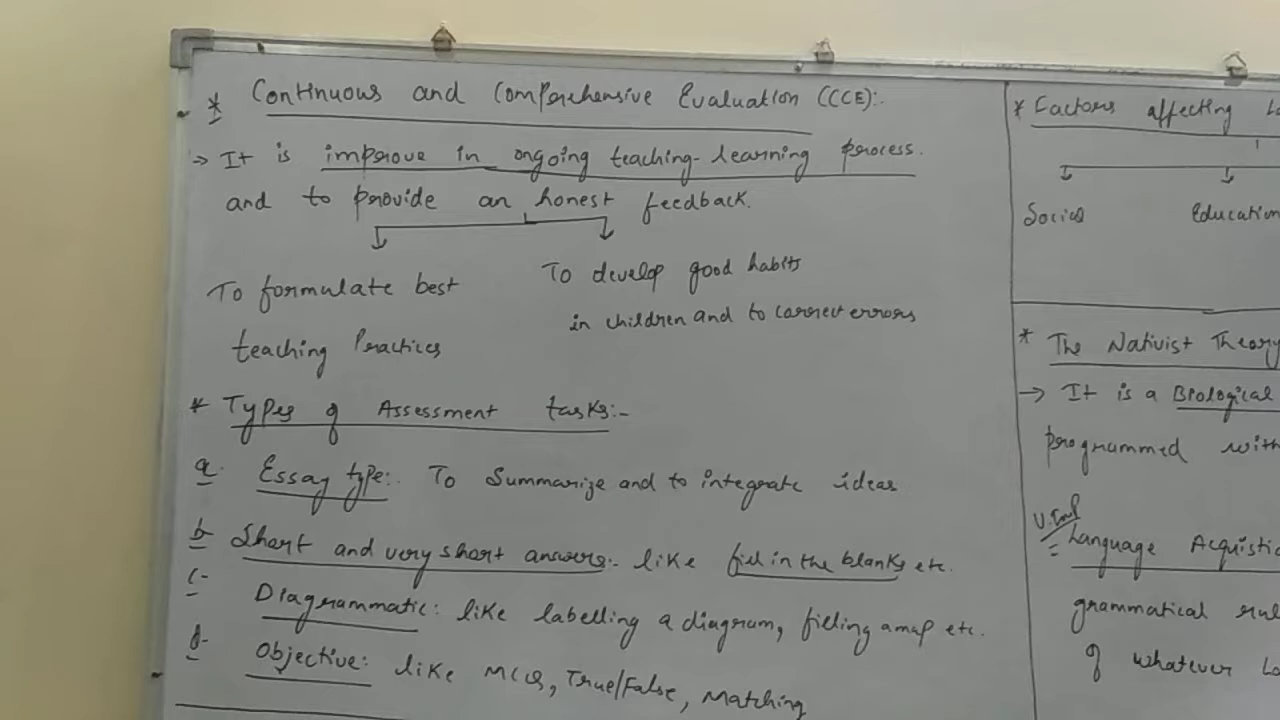 * Continuous and Comprehensive Evaluation (CCE):-
→ It is improve in ongoing teaching-learning process.
and to provide an honest feedback.
To formulate best
teaching Practices
To develop good habits
in children and to correct errors
* Types of Assessment tasks:-
a. Essay type:- To Summarize and to integrate ideas
b- Short and very short answers:- like fill in the blanks etc.
c- Diagrammatic: like labelling a diagram, filling a map etc.
d- Objective: like MCQ, True/False, Matching
* Factors affecting
Social Education
* The Nativist Theory
→ It is a Biological
programmed with
V. Imp
Language
grammatical
of whatever